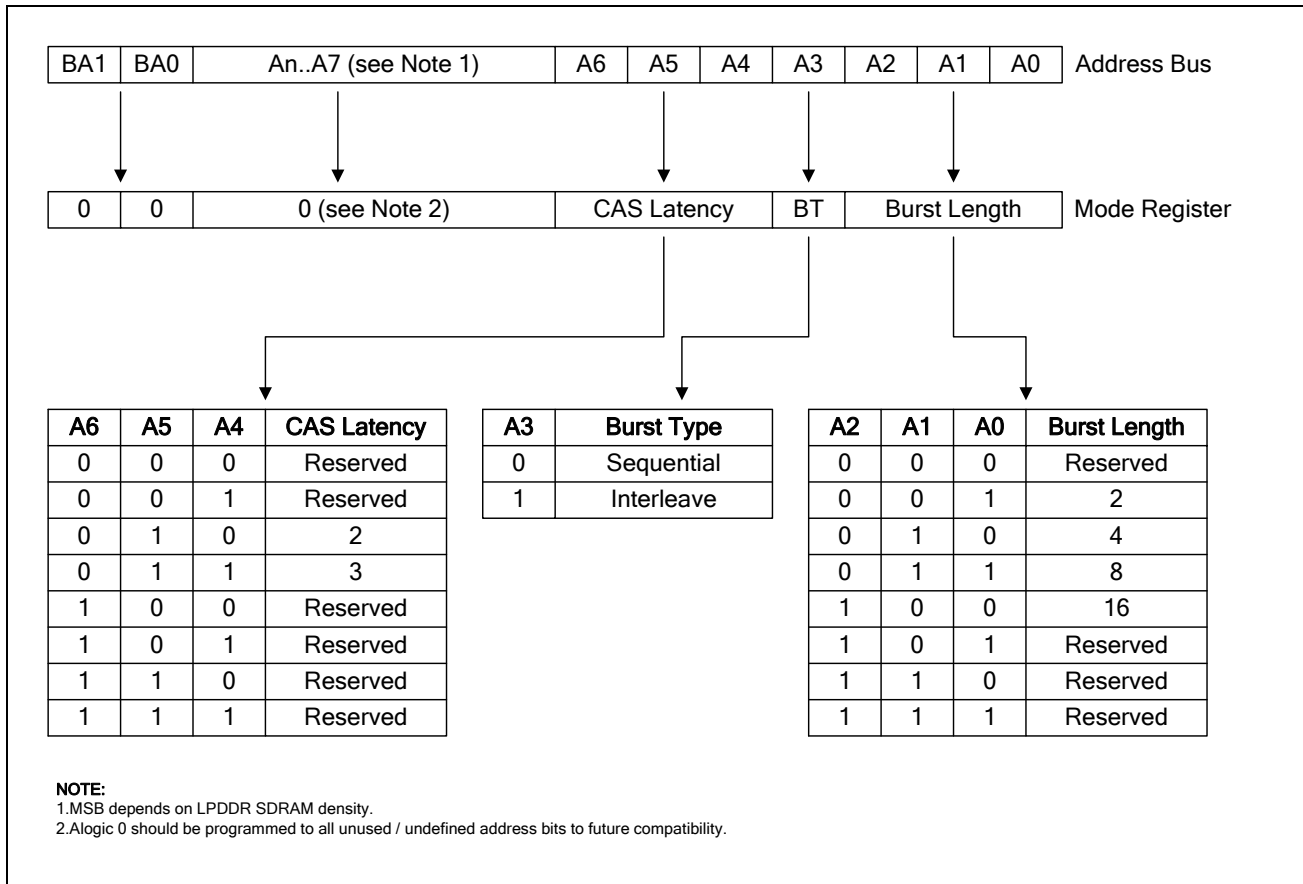 BA1 BA0 An..A7 (see Note 1) A6 A5 A4 A3 A2 A1 A0 Address Bus
0 0 0 (see Note 2) CAS Latency BT Burst Length Mode Register
A6 A5 A4 CAS Latency
0 0 0 Reserved
0 0 1 Reserved
0 1 0 2
0 1 1 3
1 0 0 Reserved
1 0 1 Reserved
1 1 0 Reserved
1 1 1 Reserved
A3 Burst Type
0 Sequential
1 Interleave
A2 A1 A0 Burst Length
0 0 0 Reserved
0 0 1 2
0 1 0 4
0 1 1 8
1 0 0 16
1 0 1 Reserved
1 1 0 Reserved
1 1 1 Reserved
NOTE:
1.MSB depends on LPDDR SDRAM density.
2.Alogic 0 should be programmed to all unused / undefined address bits to future compatibility.